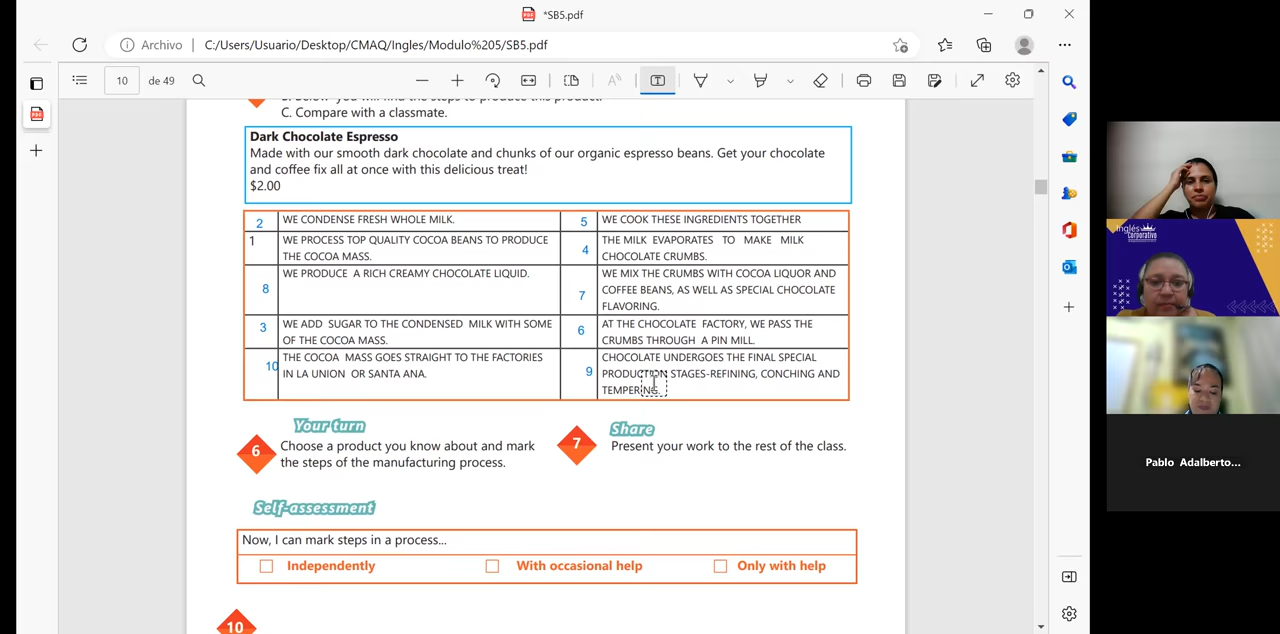 *SB5.pdf
Archivo
C:/Users/Usuario/Desktop/CMAQ/Ingles/Modulo%205/SB5.pdf
10 de 49
C. Compare with a classmate.
Dark Chocolate Espresso
Made with our smooth dark chocolate and chunks of our organic espresso beans. Get your chocolate
and coffee fix all at once with this delicious treat!
$2.00
2 WE CONDENSE FRESH WHOLE MILK.
5 WE COOK THESE INGREDIENTS TOGETHER
1 WE PROCESS TOP QUALITY COCOA BEANS TO PRODUCE
THE COCOA MASS.
4 THE MILK EVAPORATES TO MAKE MILK
CHOCOLATE CRUMBS.
8 WE PRODUCE A RICH CREAMY CHOCOLATE LIQUID.
7 WE MIX THE CRUMBS WITH COCOA LIQUOR AND
COFFEE BEANS, AS WELL AS SPECIAL CHOCOLATE
FLAVORING.
3 WE ADD SUGAR TO THE CONDENSED MILK WITH SOME
OF THE COCOA MASS.
6 AT THE CHOCOLATE FACTORY, WE PASS THE
CRUMBS THROUGH A PIN MILL.
10 THE COCOA MASS GOES STRAIGHT TO THE FACTORIES
IN LA UNION OR SANTA ANA.
9 CHOCOLATE UNDERGOES THE FINAL SPECIAL
PRODUCTION STAGES-REFINING, CONCHING AND
TEMPERING.
Your turn
6 Choose a product you know about and mark
the steps of the manufacturing process.
Share
7 Present your work to the rest of the class.
Self-assessment
Now, I can mark steps in a process...
Independently
With occasional help
Only with help
10
Inglés
Corporativo
Pablo Adalberto...